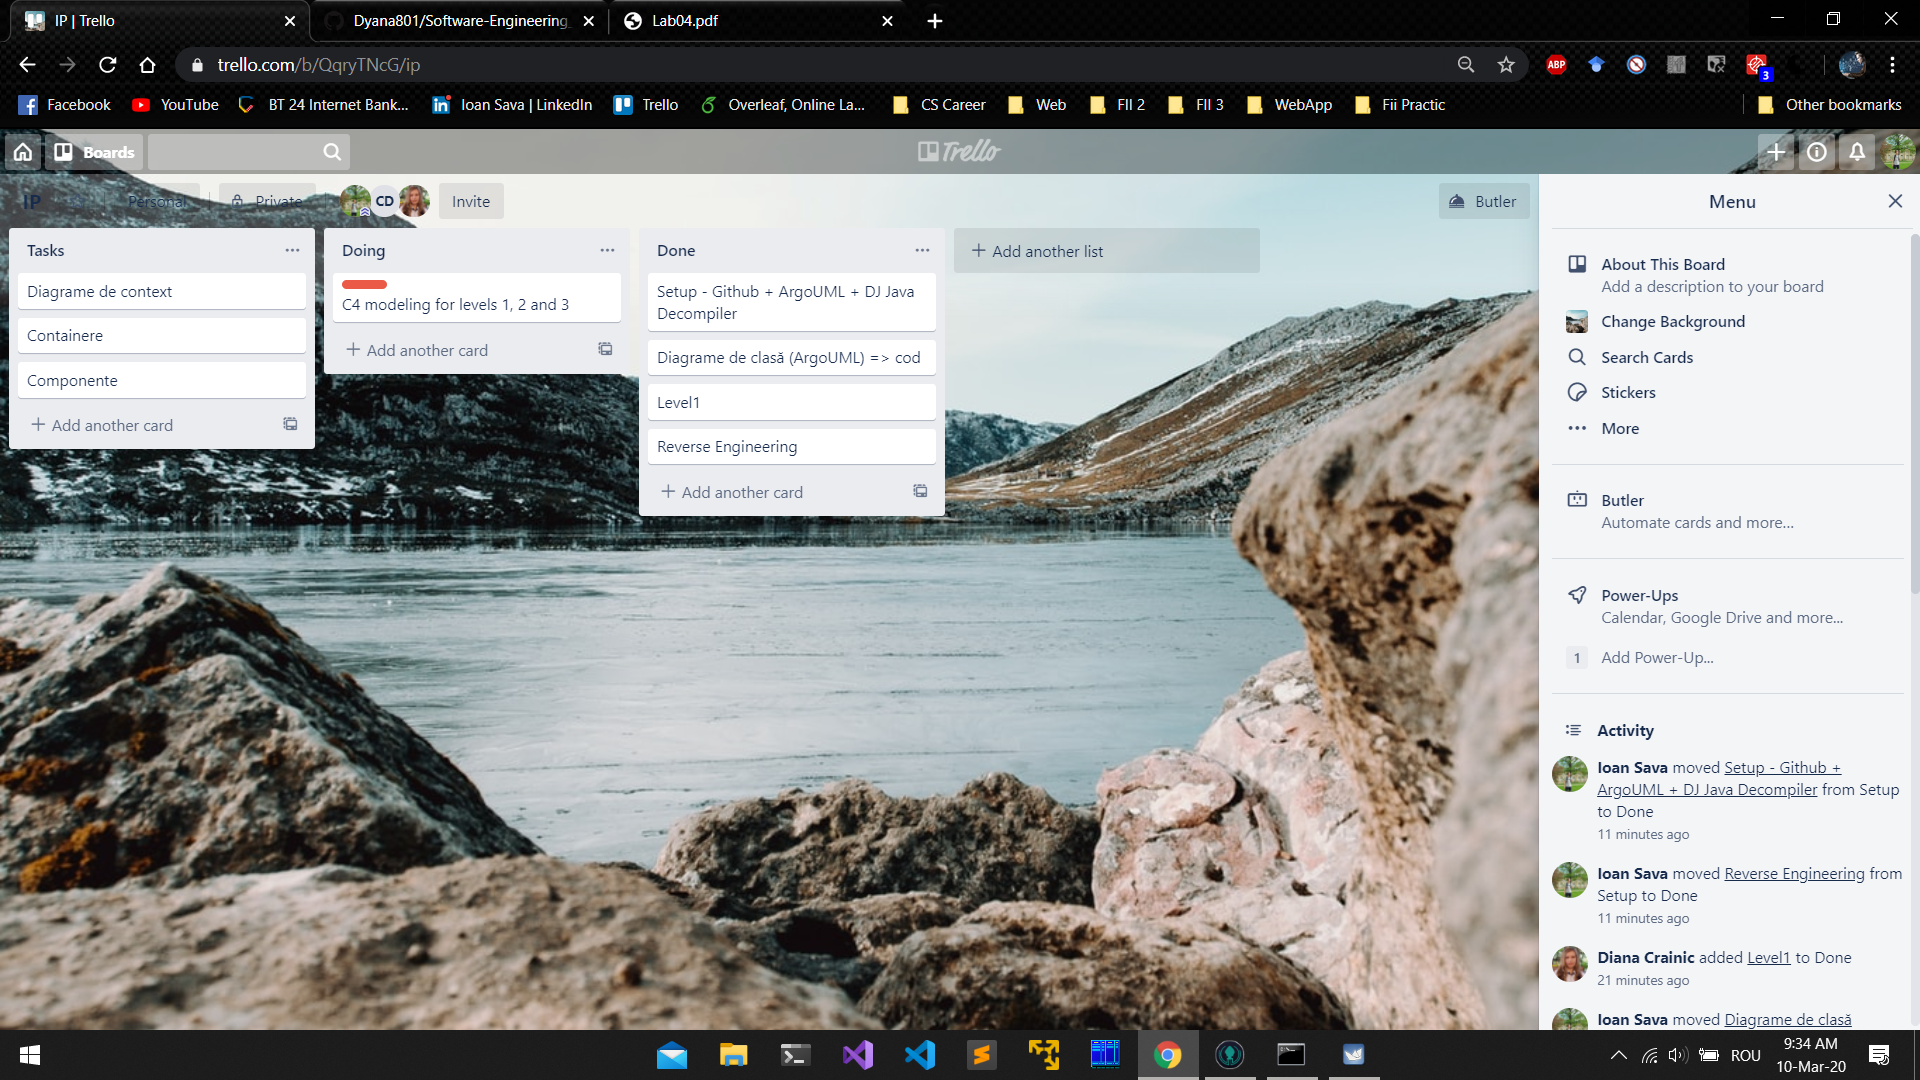 IP | Trello
Dyana801/Software-Engineering_
Lab04.pdf
trello.com/b/QqryTNcG/ip
ABP
3
Facebook
YouTube
BT 24 Internet Bank...
Ioan Sava | LinkedIn
Trello
Overleaf, Online La...
CS Career
Web
FII 2
FII 3
WebApp
Fii Practic
Other bookmarks
Boards
Trello
IP
Personal
Private
CD
Invite
Butler
Tasks
Diagrame de context
Containere
Componente
Add another card
Doing
C4 modeling for levels 1, 2 and 3
Add another card
Done
Setup - Github + ArgoUML + DJ Java
Decompiler
Diagrame de clasă (ArgoUML) => cod
Level1
Reverse Engineering
Add another card
Add another list
Menu
About This Board
Add a description to your board
Change Background
Search Cards
Stickers
More
Butler
Automate cards and more...
Power-Ups
Calendar, Google Drive and more...
1 Add Power-Up...
Activity
Ioan Sava moved Setup - Github +
ArgoUML + DJ Java Decompiler from Setup
to Done
11 minutes ago
Ioan Sava moved Reverse Engineering from
Setup to Done
11 minutes ago
Diana Crainic added Level1 to Done
21 minutes ago
Ioan Sava moved Diagrame de clasă
ROU
9:34 AM
10-Mar-20